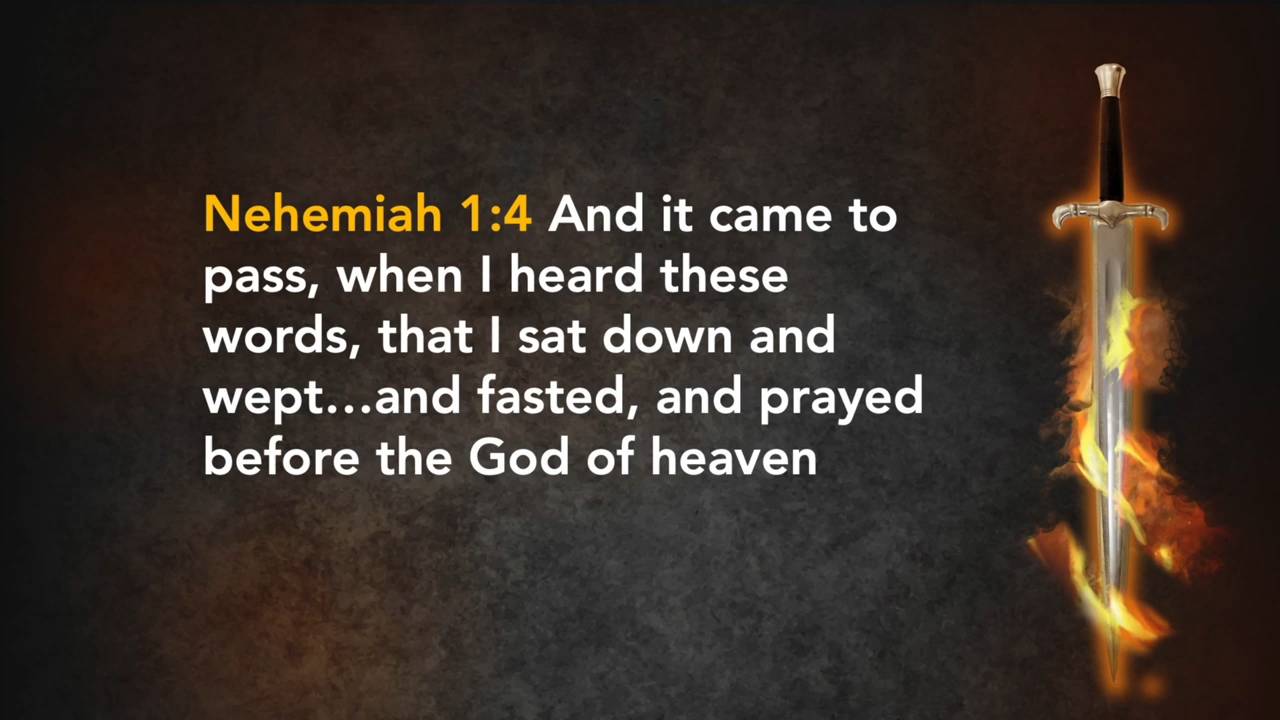 Nehemiah 1:4 And it came to
pass, when I heard these
words, that I sat down and
wept...and fasted, and prayed
before the God of heaven